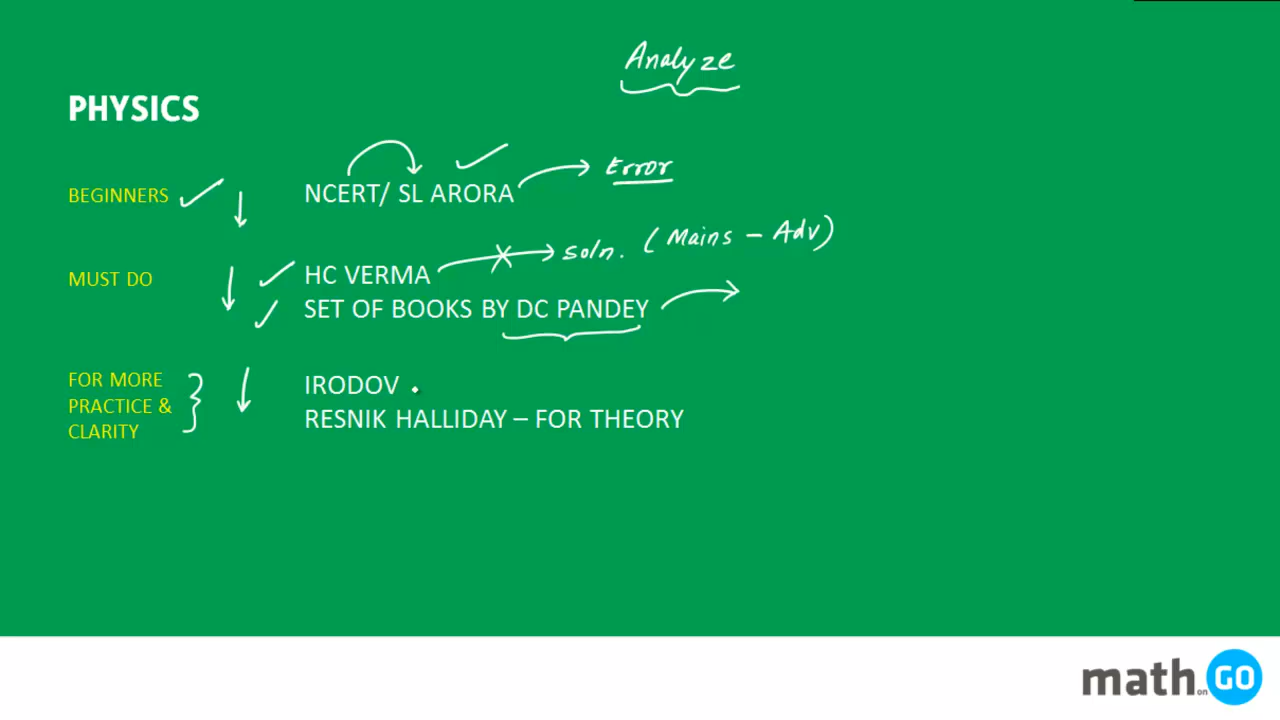 Analyze
PHYSICS
BEGINNERS
NCERT/ SL ARORA
Error
MUST DO
HC VERMA
Soln. (Mains – Adv)
SET OF BOOKS BY DC PANDEY
FOR MORE
PRACTICE &
CLARITY
IRODOV
RESNIK HALLIDAY – FOR THEORY
math on GO